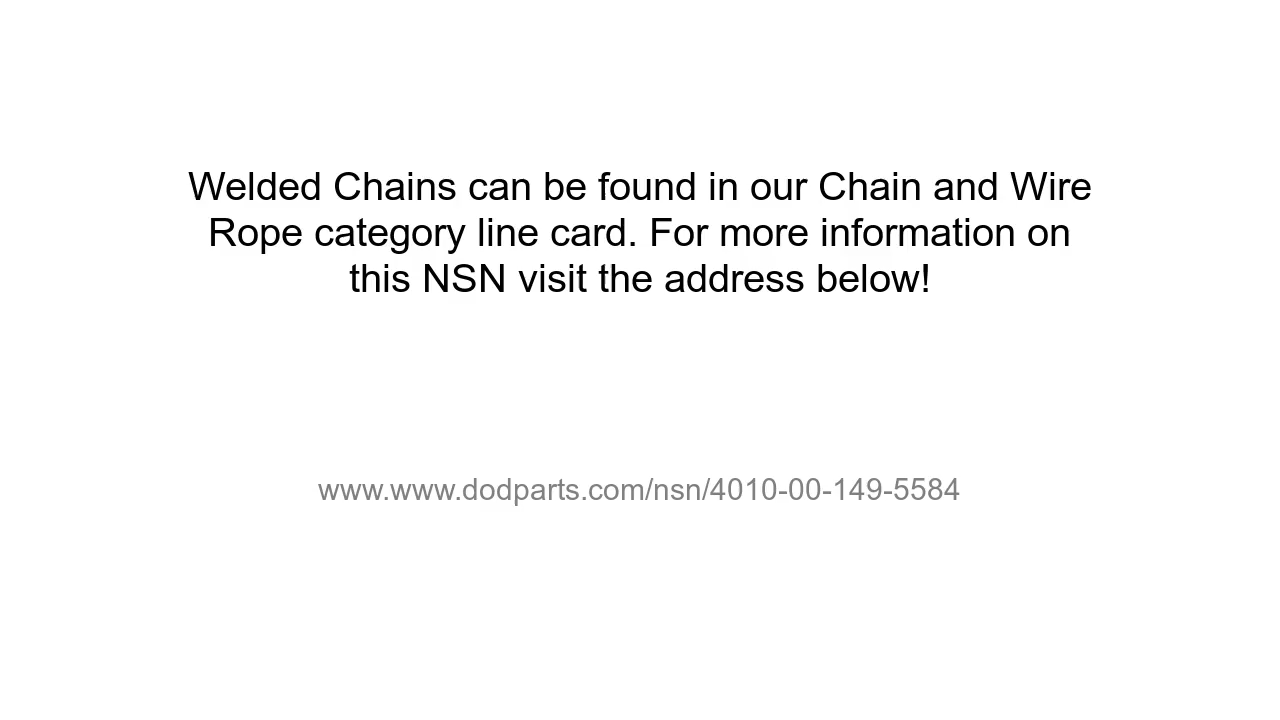 Welded Chains can be found in our Chain and Wire
Rope category line card. For more information on
this NSN visit the address below!
www.www.dodparts.com/nsn/4010-00-149-5584